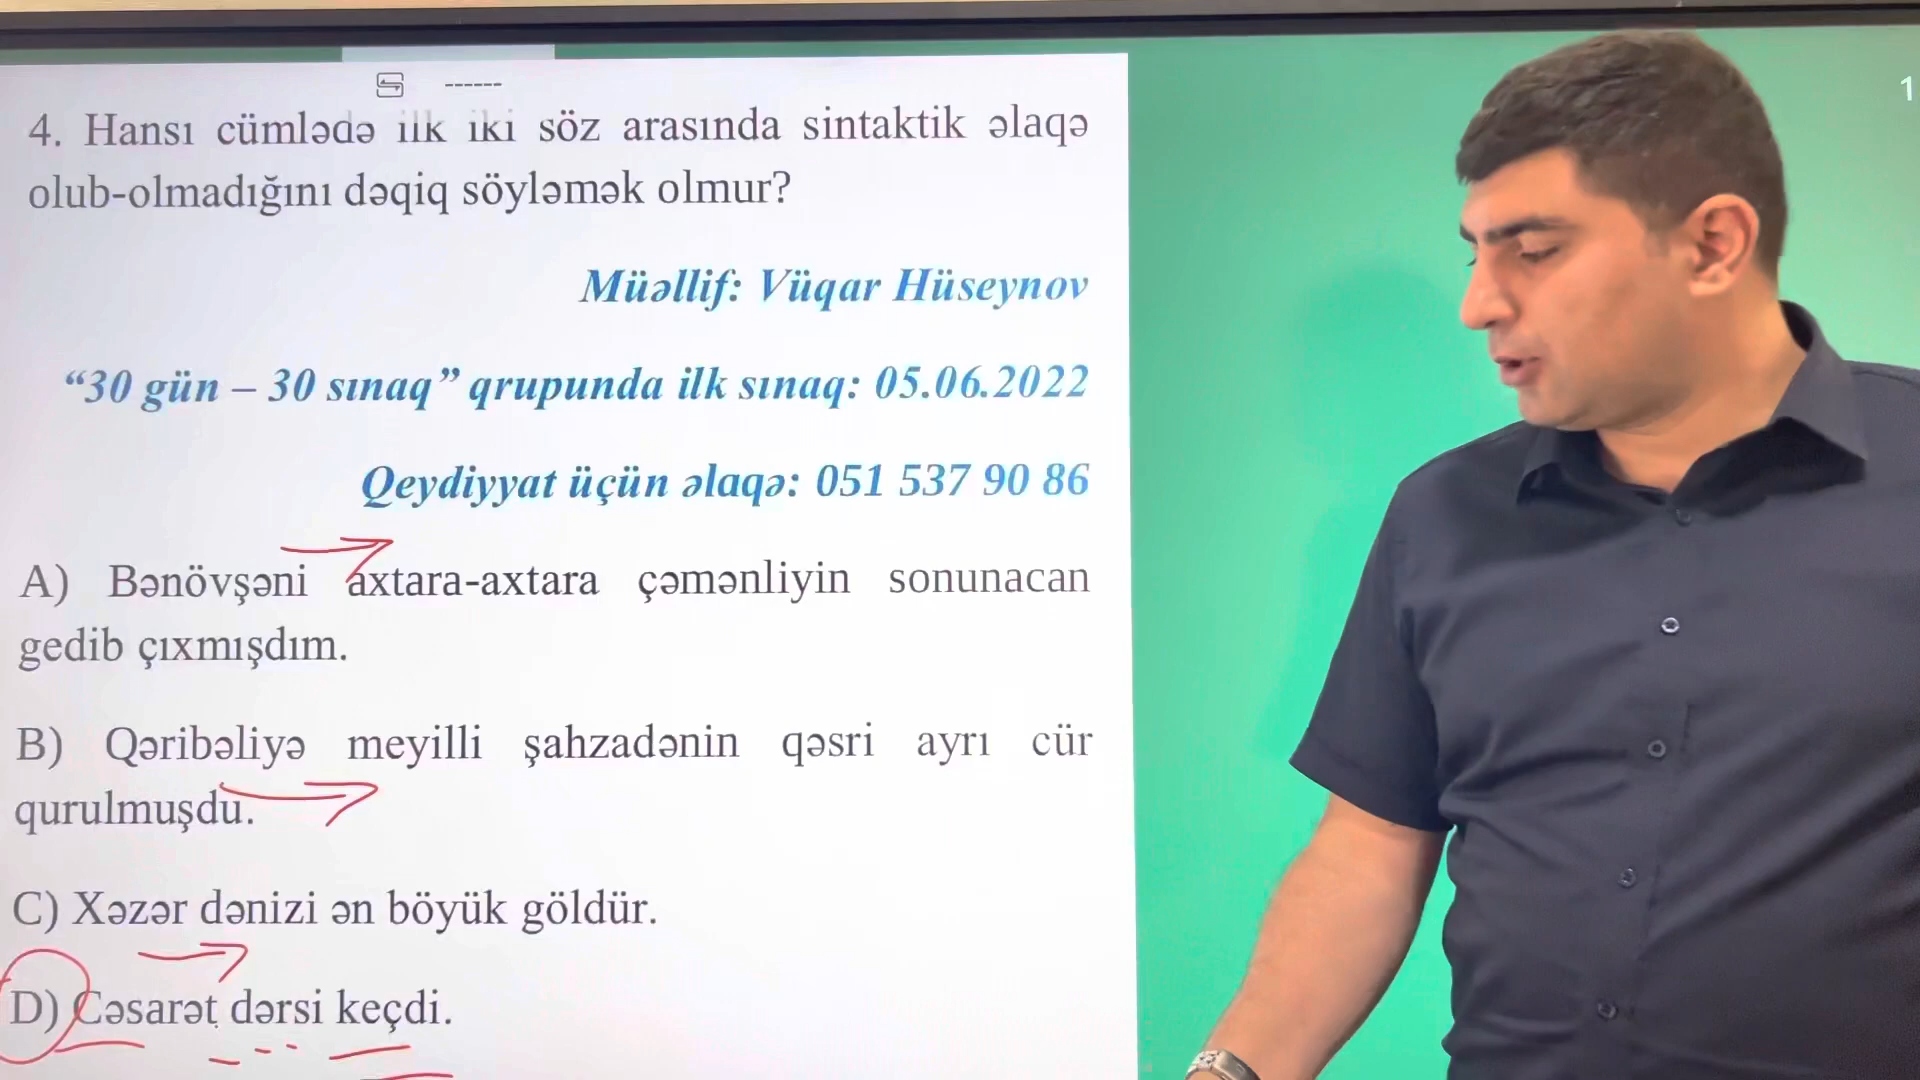 4. Hansı cümlədə ilk iki söz arasında sintaktik əlaqə
olub-olmadığını dəqiq söyləmək olmur?
Müəllif: Vüqar Hüseynov
“30 gün – 30 sınaq” qrupunda ilk sınaq: 05.06.2022
Qeydiyyat üçün əlaqə: 051 537 90 86
A) Bənövşəni axtara-axtara çəmənliyin sonunacan
gedib çıxmışdım.
B) Qəribəliyə meyilli şahzadənin qəsri ayrı cür
qurulmuşdu.
C) Xəzər dənizi ən böyük göldür.
D) Cəsarət dərsi keçdi.
1